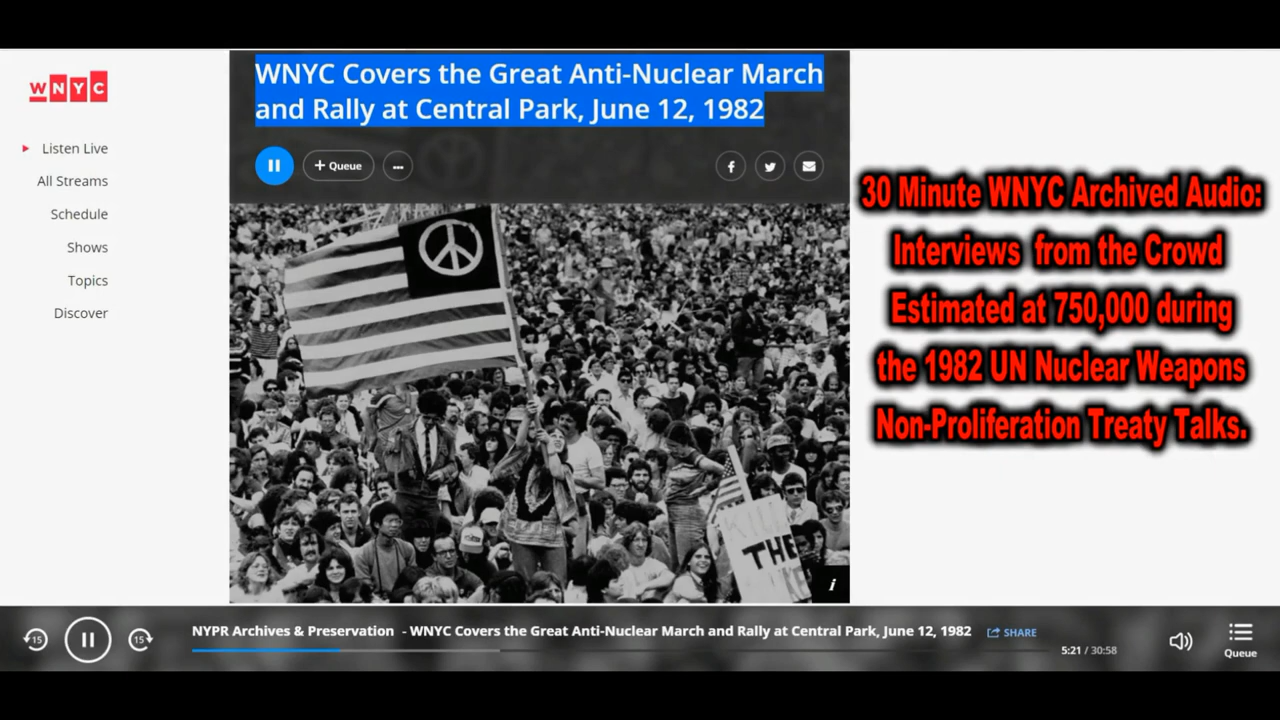 WNYC
Listen Live
All Streams
Schedule
Shows
Topics
Discover
WNYC Covers the Great Anti-Nuclear March
and Rally at Central Park, June 12, 1982
+ Queue
...
f
30 Minute WNYC Archived Audio:
Interviews from the Crowd
Estimated at 750,000 during
the 1982 UN Nuclear Weapons
Non-Proliferation Treaty Talks.
THE
i
15
15
NYPR Archives & Preservation - WNYC Covers the Great Anti-Nuclear March and Rally at Central Park, June 12, 1982
SHARE
5:21 / 30:58
Queue